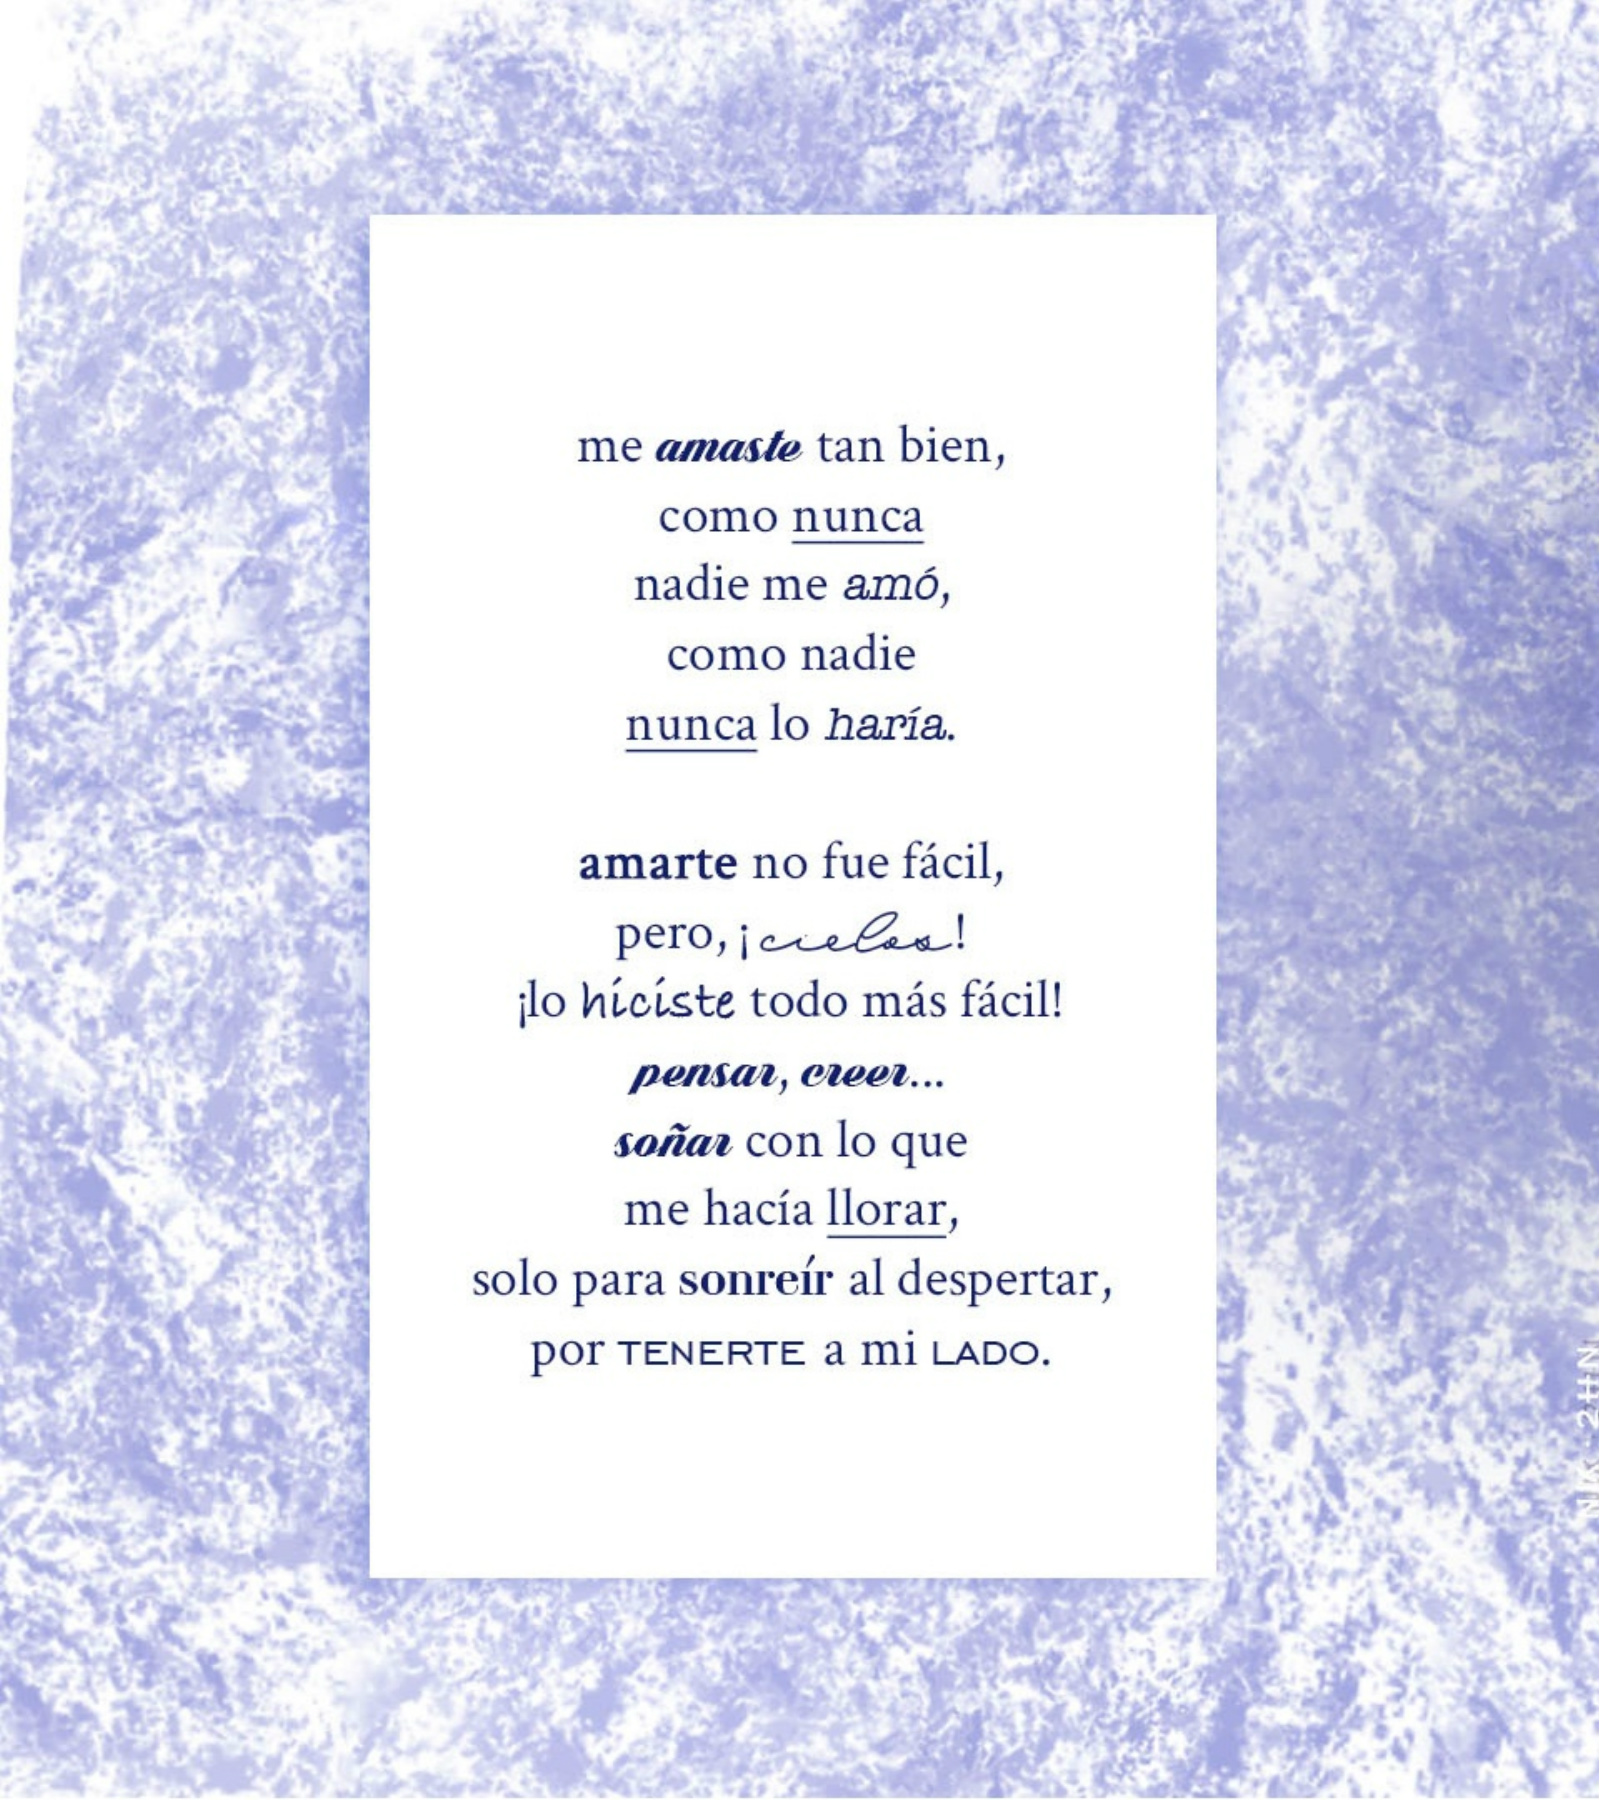 me amaste tan bien,
como nunca
nadie me amó,
como nadie
nunca lo haría.
amarte no fue fácil,
pero, ¡cielos!
¡lo hiciste todo más fácil!
pensar, creer...
soñar con lo que
me hacía llorar,
solo para sonreír al despertar,
por TENERTE a mi LADO.